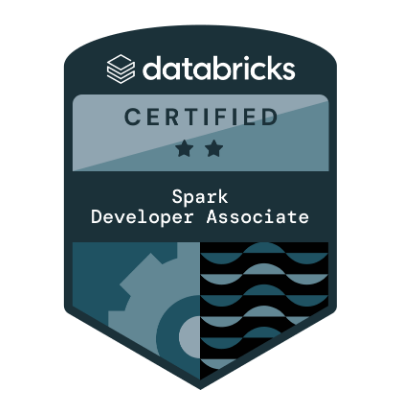 databricks
CERTIFIED
Spark
Developer Associate